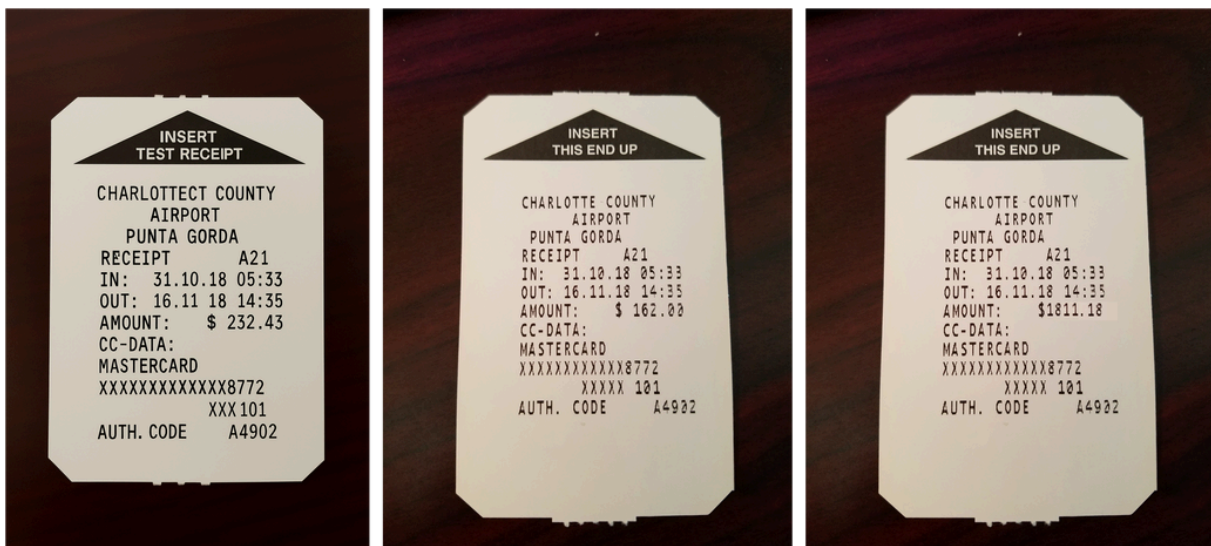 INSERT
TEST RECEIPT
CHARLOTTECT COUNTY
AIRPORT
PUNTA GORDA
RECEIPT A21
IN: 31.10.18 05:33
OUT: 16.11 18 14:35
AMOUNT: $ 232.43
CC-DATA:
MASTERCARD
XXXXXXXXXXXXX8772
XXX 101
AUTH. CODE A4902
INSERT
THIS END UP
CHARLOTTE COUNTY
AIRPORT
PUNTA GORDA
RECEIPT A21
IN: 31.10.18 05:33
OUT: 16.11.18 14:35
AMOUNT: $ 162.00
CC-DATA:
MASTERCARD
XXXXXXXXXXXX8772
XXXXX 101
AUTH. CODE A4902
INSERT
THIS END UP
CHARLOTTE COUNTY
AIRPORT
PUNTA GORDA
RECEIPT A21
IN: 31.10.18 05:33
OUT: 16.11.18 14:35
AMOUNT: $1811.18
CC-DATA:
MASTERCARD
XXXXXXXXXXXX8772
XXXXX 101
AUTH. CODE A4902